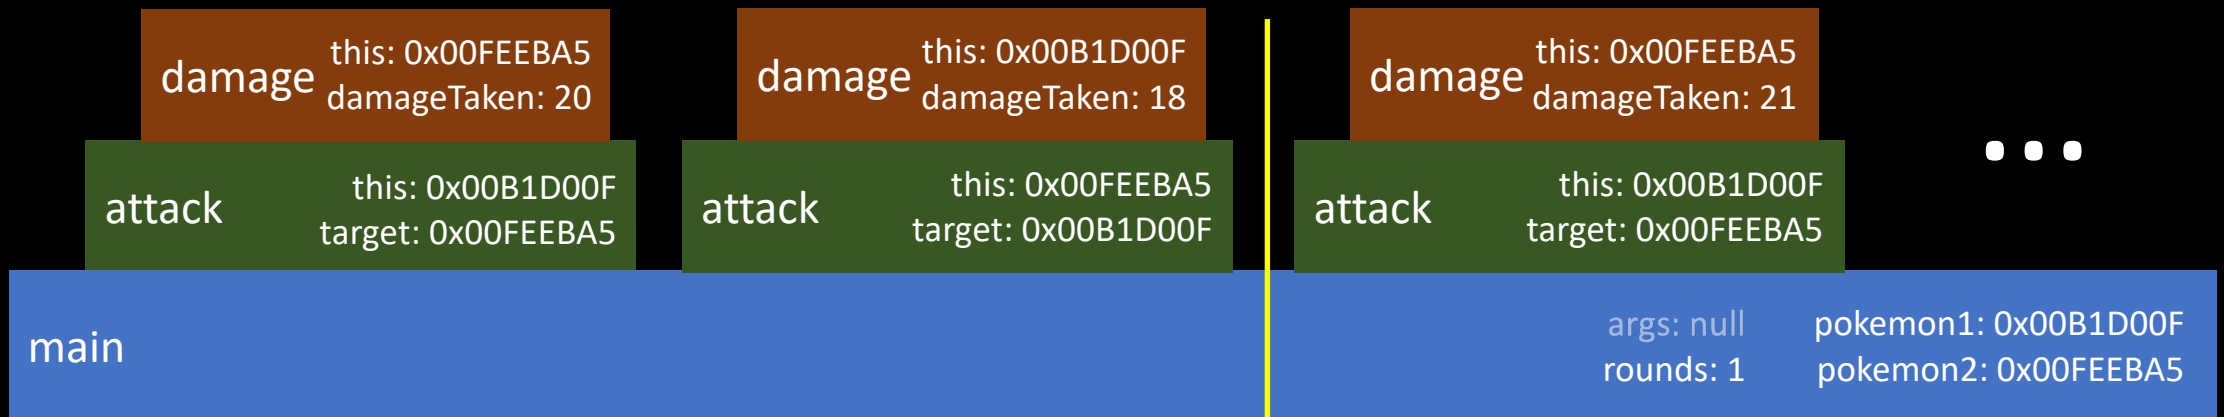 damage
this: 0x00FEEBA5
damageTaken: 20
attack
this: 0x00B1D00F
target: 0x00FEEBA5
damage
this: 0x00B1D00F
damageTaken: 18
attack
this: 0x00FEEBA5
target: 0x00B1D00F
damage
this: 0x00FEEBA5
damageTaken: 21
attack
this: 0x00B1D00F
target: 0x00FEEBA5
...
main
args: null
rounds: 1
pokemon1: 0x00B1D00F
pokemon2: 0x00FEEBA5